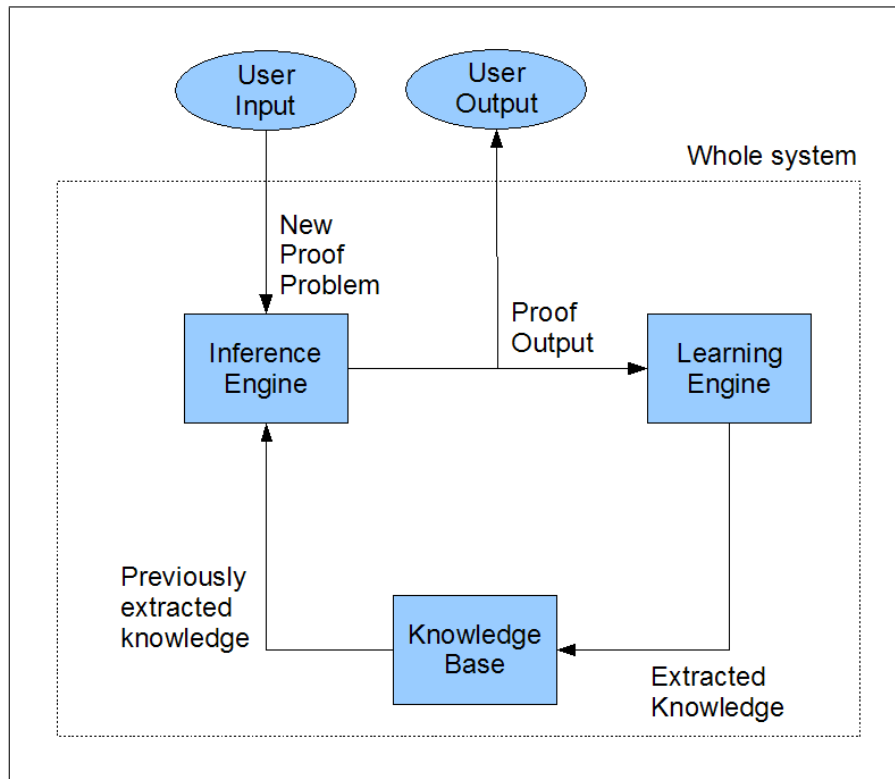 User
Input
User
Output
Whole system
New
Proof
Problem
Proof
Output
Inference
Engine
Learning
Engine
Previously
extracted
knowledge
Knowledge
Base
Extracted
Knowledge